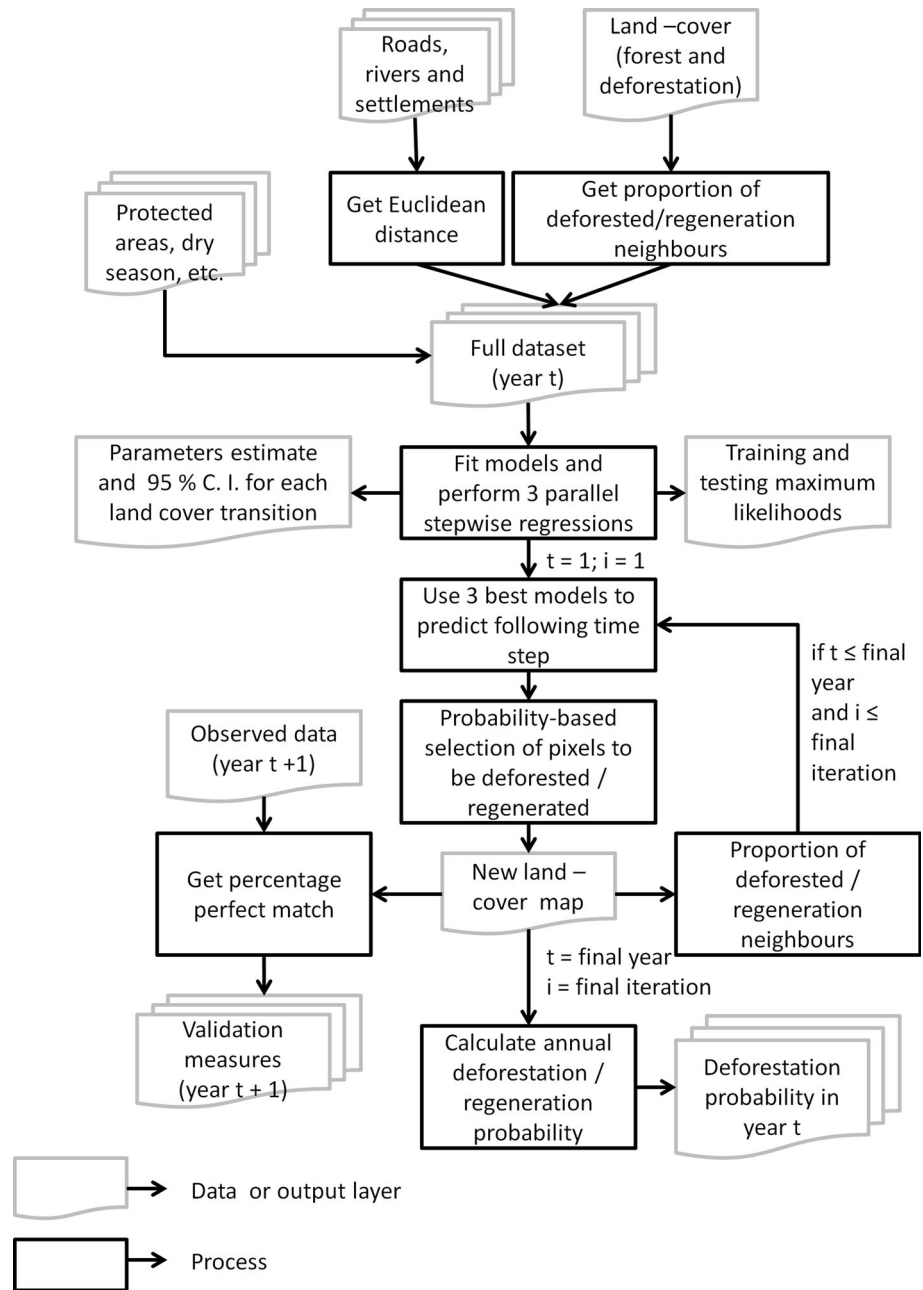 Roads,
rivers and
settlements
Land –cover
(forest and
deforestation)
Protected
areas, dry
season, etc.
Get Euclidean
distance
Get proportion of
deforested/regeneration
neighbours
Full dataset
(year t)
Parameters estimate
and 95 % C. I. for each
land cover transition
Fit models and
perform 3 parallel
stepwise regressions
Training and
testing maximum
likelihoods
t = 1; i = 1
Use 3 best models to
predict following time
step
if t ≤ final
year
and i ≤
final
iteration
Probability-based
selection of pixels to
be deforested /
regenerated
Observed data
(year t +1)
Get percentage
perfect match
New land –
cover map
Proportion of
deforested /
regeneration
neighbours
t = final year
i = final iteration
Validation
measures
(year t + 1)
Calculate annual
deforestation /
regeneration
probability
Deforestation
probability in
year t
Data or output layer
Process